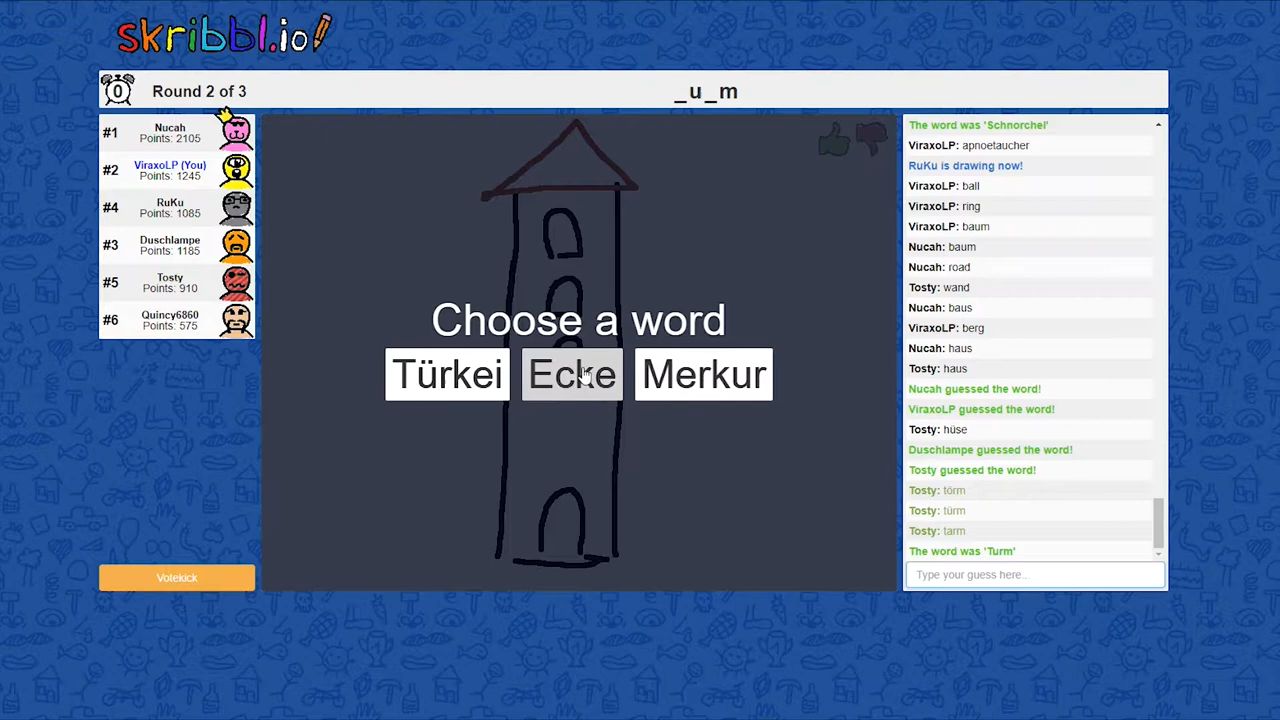 skribbl.io!
0
Round 2 of 3
_u_m
#1
Nucah
Points: 2105
#2
ViraxoLP (You)
Points: 1245
#4
RuKu
Points: 1085
#3
Duschlampe
Points: 1185
#5
Tosty
Points: 910
#6
Quincy6860
Points: 575
Votekick
Choose a word
Türkei Ecke Merkur
The word was 'Schnorchel'
ViraxoLP: apnoetaucher
RuKu is drawing now!
ViraxoLP: ball
ViraxoLP: ring
ViraxoLP: baum
Nucah: baum
Nucah: road
Tosty: wand
Nucah: baus
ViraxoLP: berg
Nucah: haus
Tosty: haus
Nucah guessed the word!
ViraxoLP guessed the word!
Tosty: hüse
Duschlampe guessed the word!
Tosty guessed the word!
Tosty: törm
Tosty: türm
Tosty: tarm
The word was 'Turm'
Type your guess here...